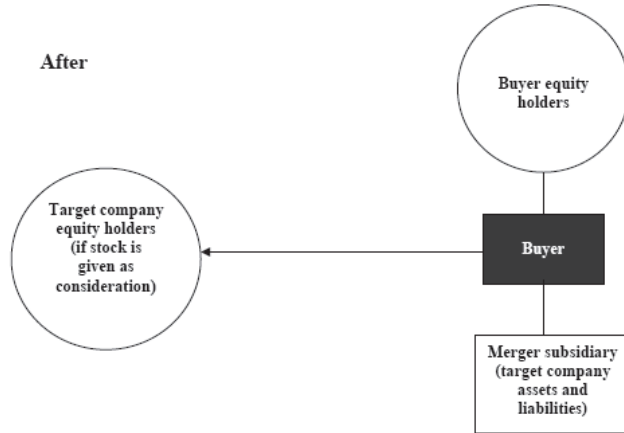 After
Buyer equity
holders
Target company
equity holders
(if stock is
given as
consideration)
Buyer
Merger subsidiary
(target company
assets and
liabilities)